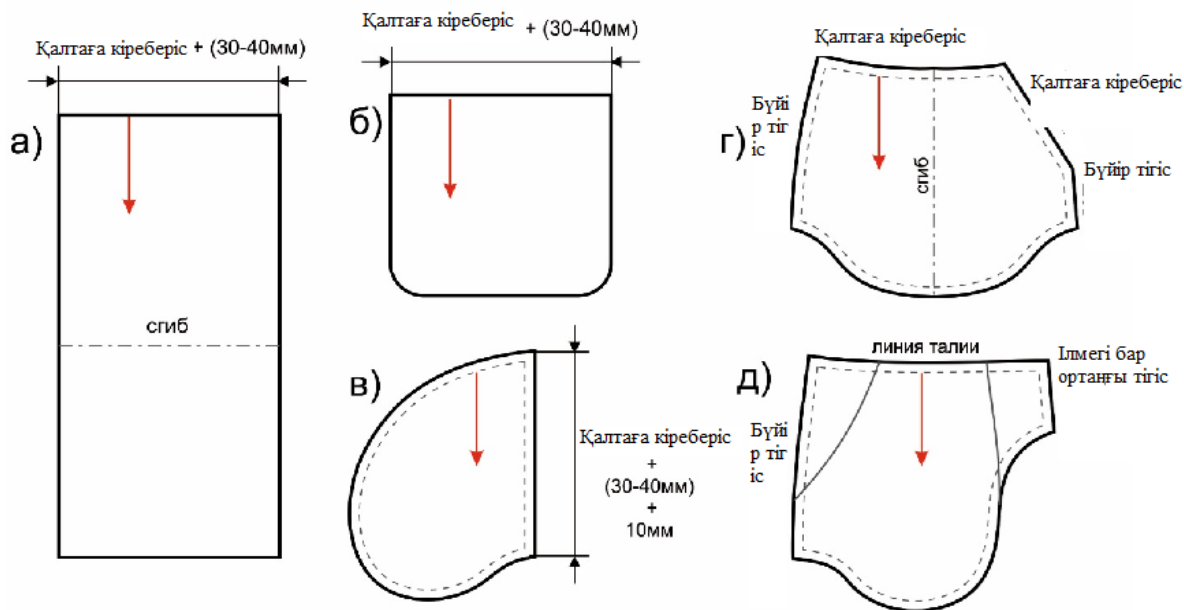 а)
Қалтаға кіреберіс + (30-40мм)
сгиб
б)
Қалтаға кіреберіс + (30-40мм)
в)
Қалтаға кіреберіс
+
(30-40мм)
+
10мм
г)
Қалтаға кіреберіс
Қалтаға кіреберіс
Бүйі
р тіг
іс
сгиб
Бүйір тігіс
д)
линия талии
Ілмегі бар
ортаңғы тігіс
Бүйі
р тіг
іс